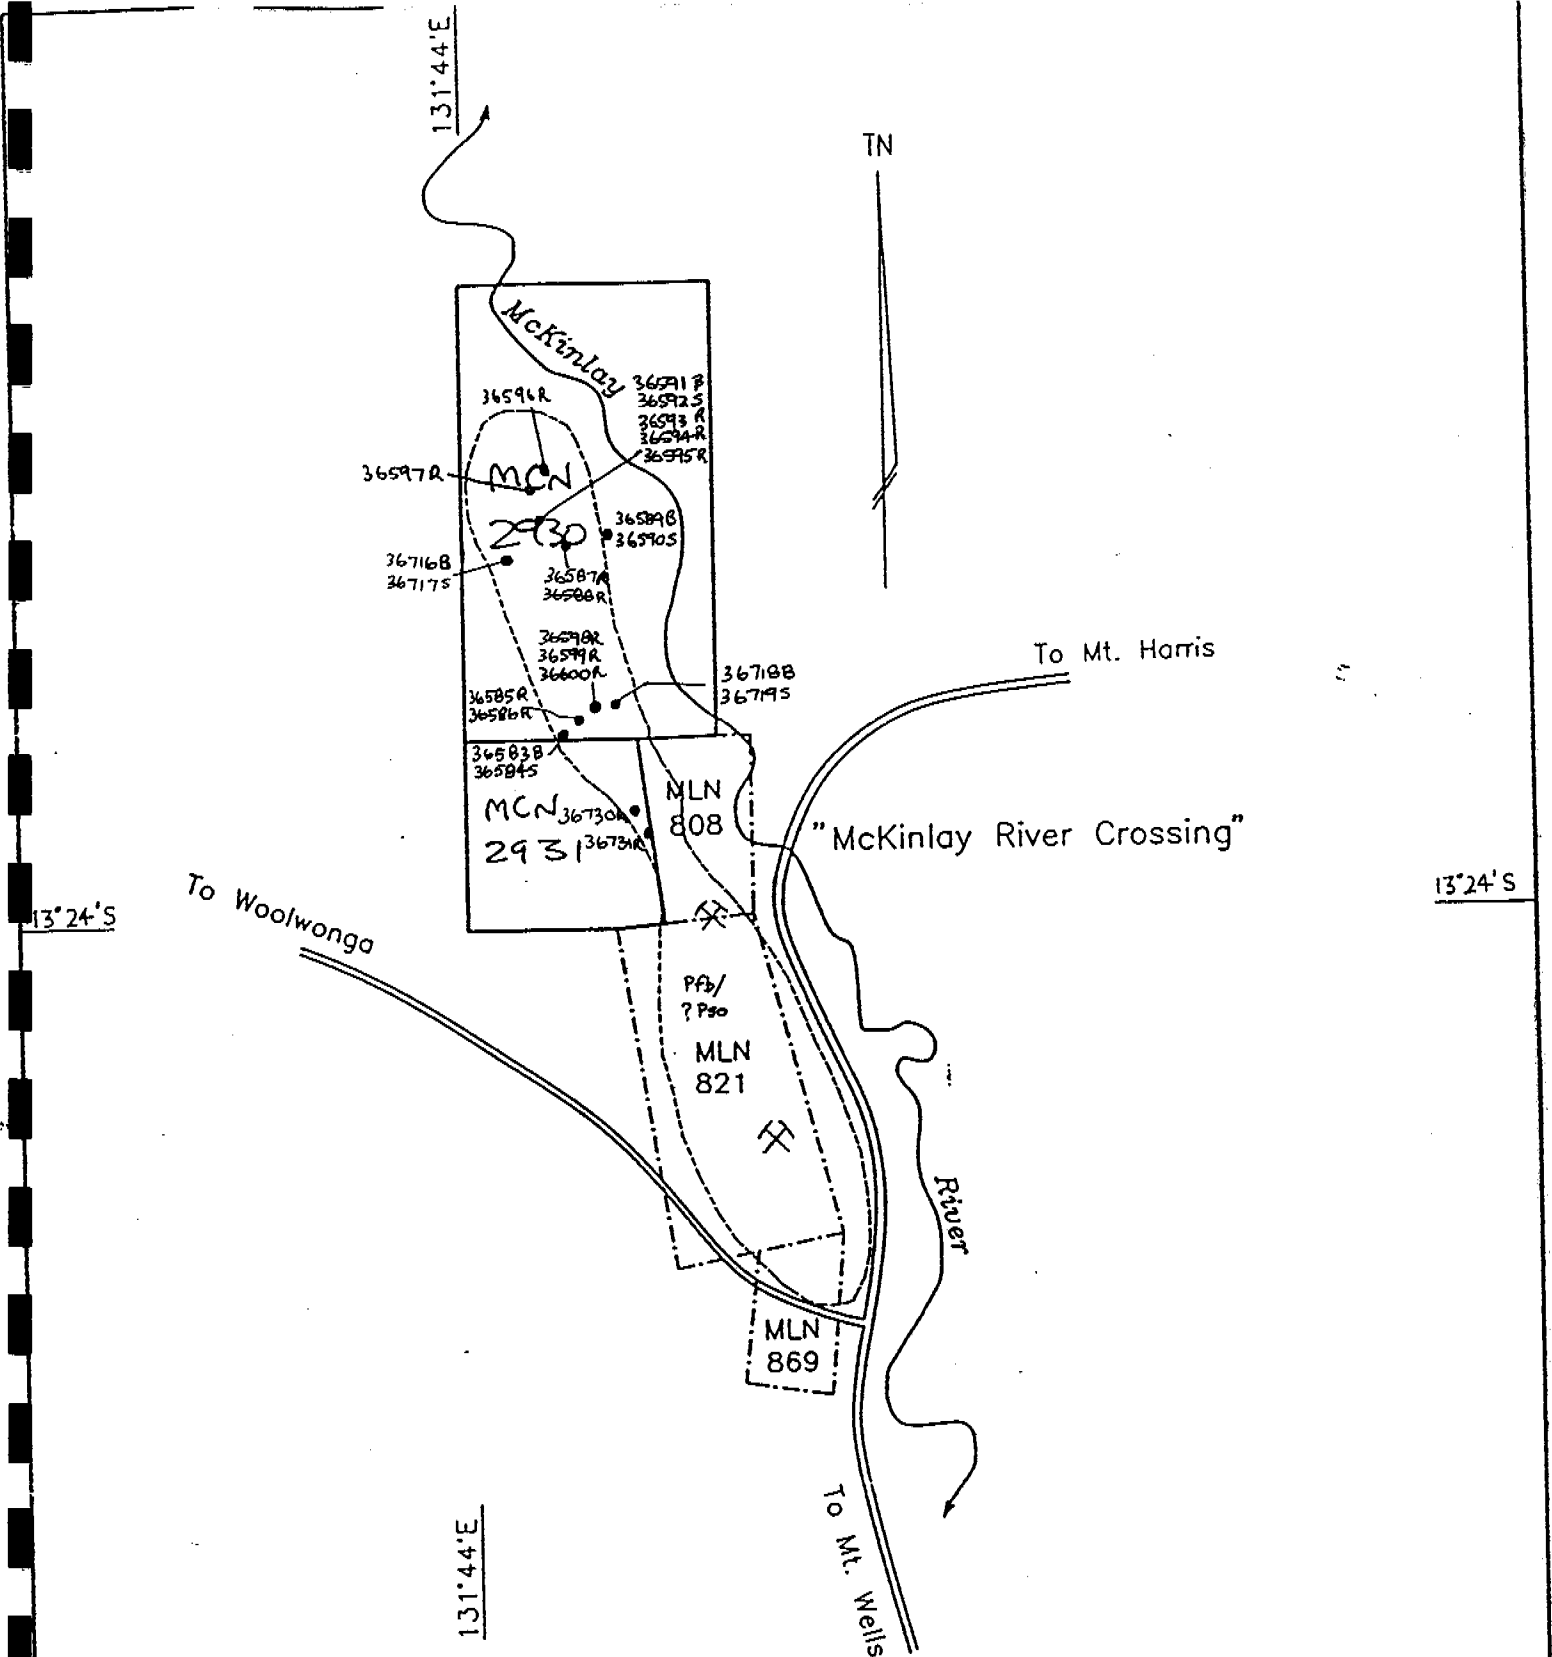 131°44'E
TN
McKinlay
36591B
36592S
36593R
36594R
36595R
36596R
36597R
MCN
2930
36589B
36590S
36716B
36717S
36587R
36588R
36598R
36599R
36600R
To Mt. Harris
36718B
36719S
36585R
36586R
36583B
36584S
MCN
2931
36730R
36731R
MLN
808
"McKinlay River Crossing"
13°24'S
13°24'S
To Woolwonga
Pfb/
?Pso
MLN
821
River
MLN
869
To Mt. Wells
131°44'E